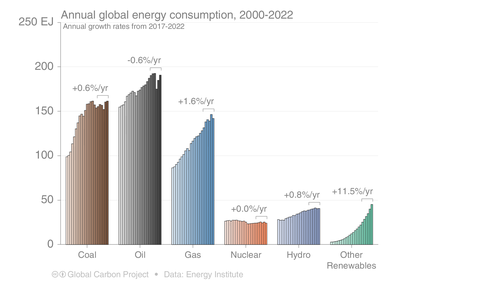 Annual global energy consumption, 2000-2022
250 EJ
Annual growth rates from 2017-2022
200
150
100
50
0
+0.6%/yr
-0.6%/yr
+1.6%/yr
+0.0%/yr
+0.8%/yr
+11.5%/yr
Coal
Oil
Gas
Nuclear
Hydro
Other
Renewables
Global Carbon Project • Data: Energy Institute